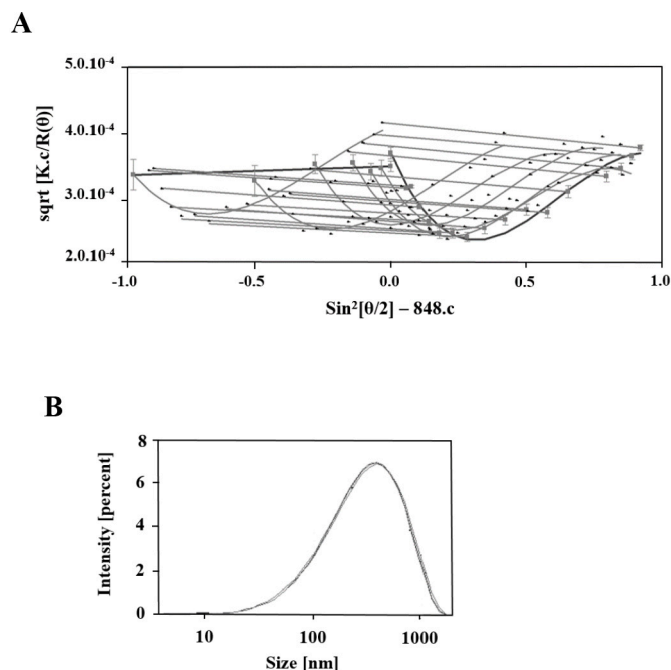 A
5.0.10⁻⁴
4.0.10⁻⁴
3.0.10⁻⁴
2.0.10⁻⁴
sqrt [K.c/R(θ)]
-1.0 -0.5 0.0 0.5 1.0
Sin²[θ/2] – 848.c
B
8
6
4
2
0
Intensity [percent]
10 100 1000
Size [nm]